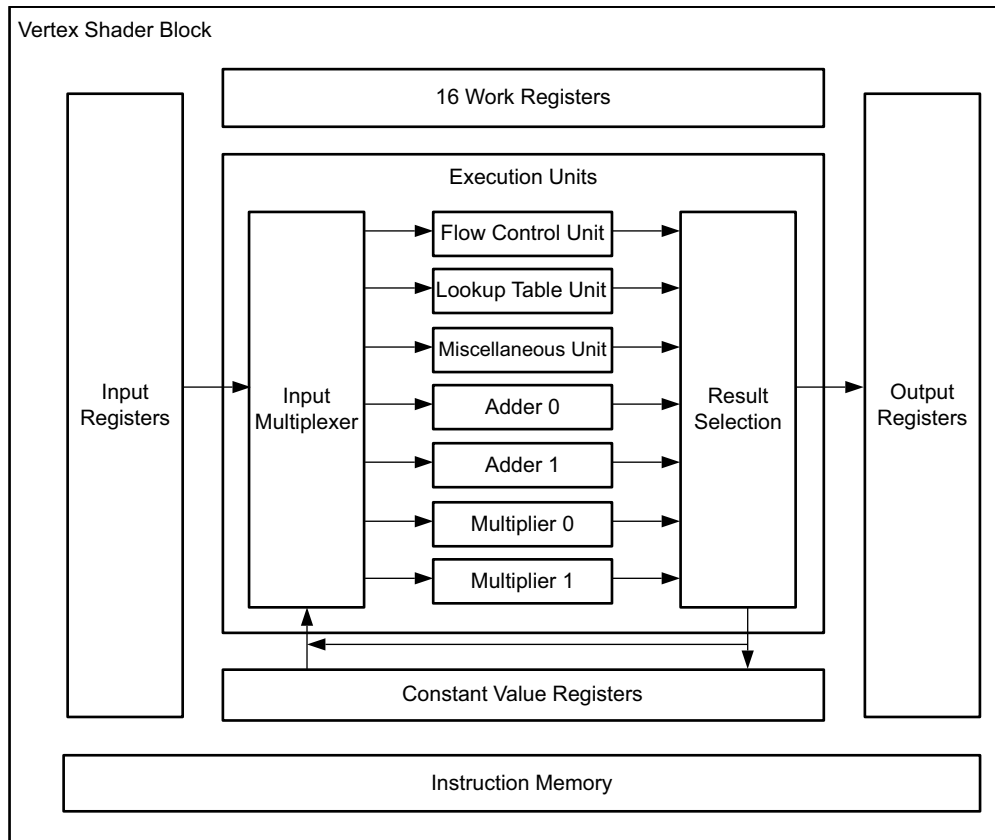 Vertex Shader Block
16 Work Registers
Execution Units
Input
Registers
Input
Multiplexer
Flow Control Unit
Lookup Table Unit
Miscellaneous Unit
Adder 0
Adder 1
Multiplier 0
Multiplier 1
Result
Selection
Output
Registers
Constant Value Registers
Instruction Memory